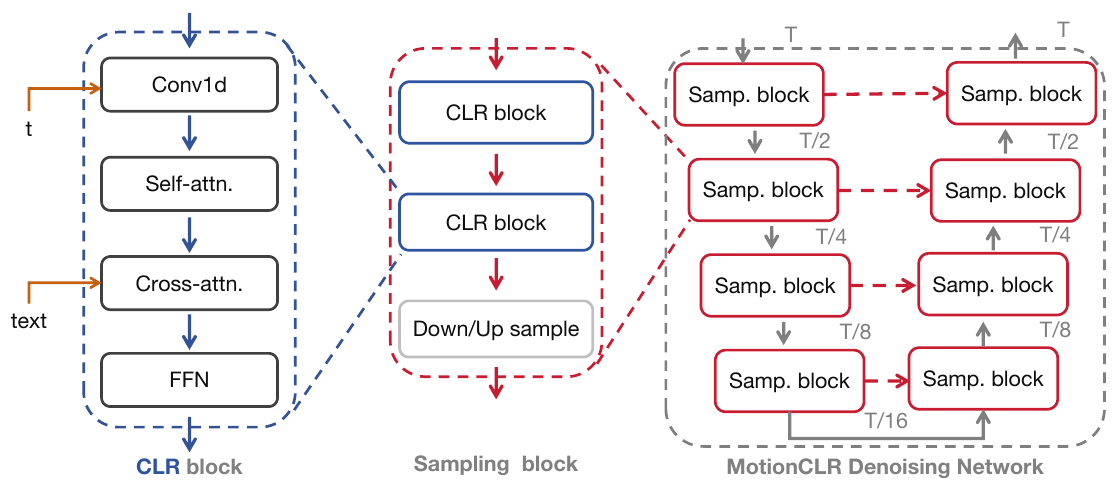 Conv1d
t
Self-attn.
Cross-attn.
text
FFN
CLR block
CLR block
CLR block
Down/Up sample
Sampling block
T
T
Samp. block
Samp. block
T/2
T/2
Samp. block
Samp. block
T/4
T/4
Samp. block
Samp. block
T/8
T/8
Samp. block
Samp. block
T/16
MotionCLR Denoising Network